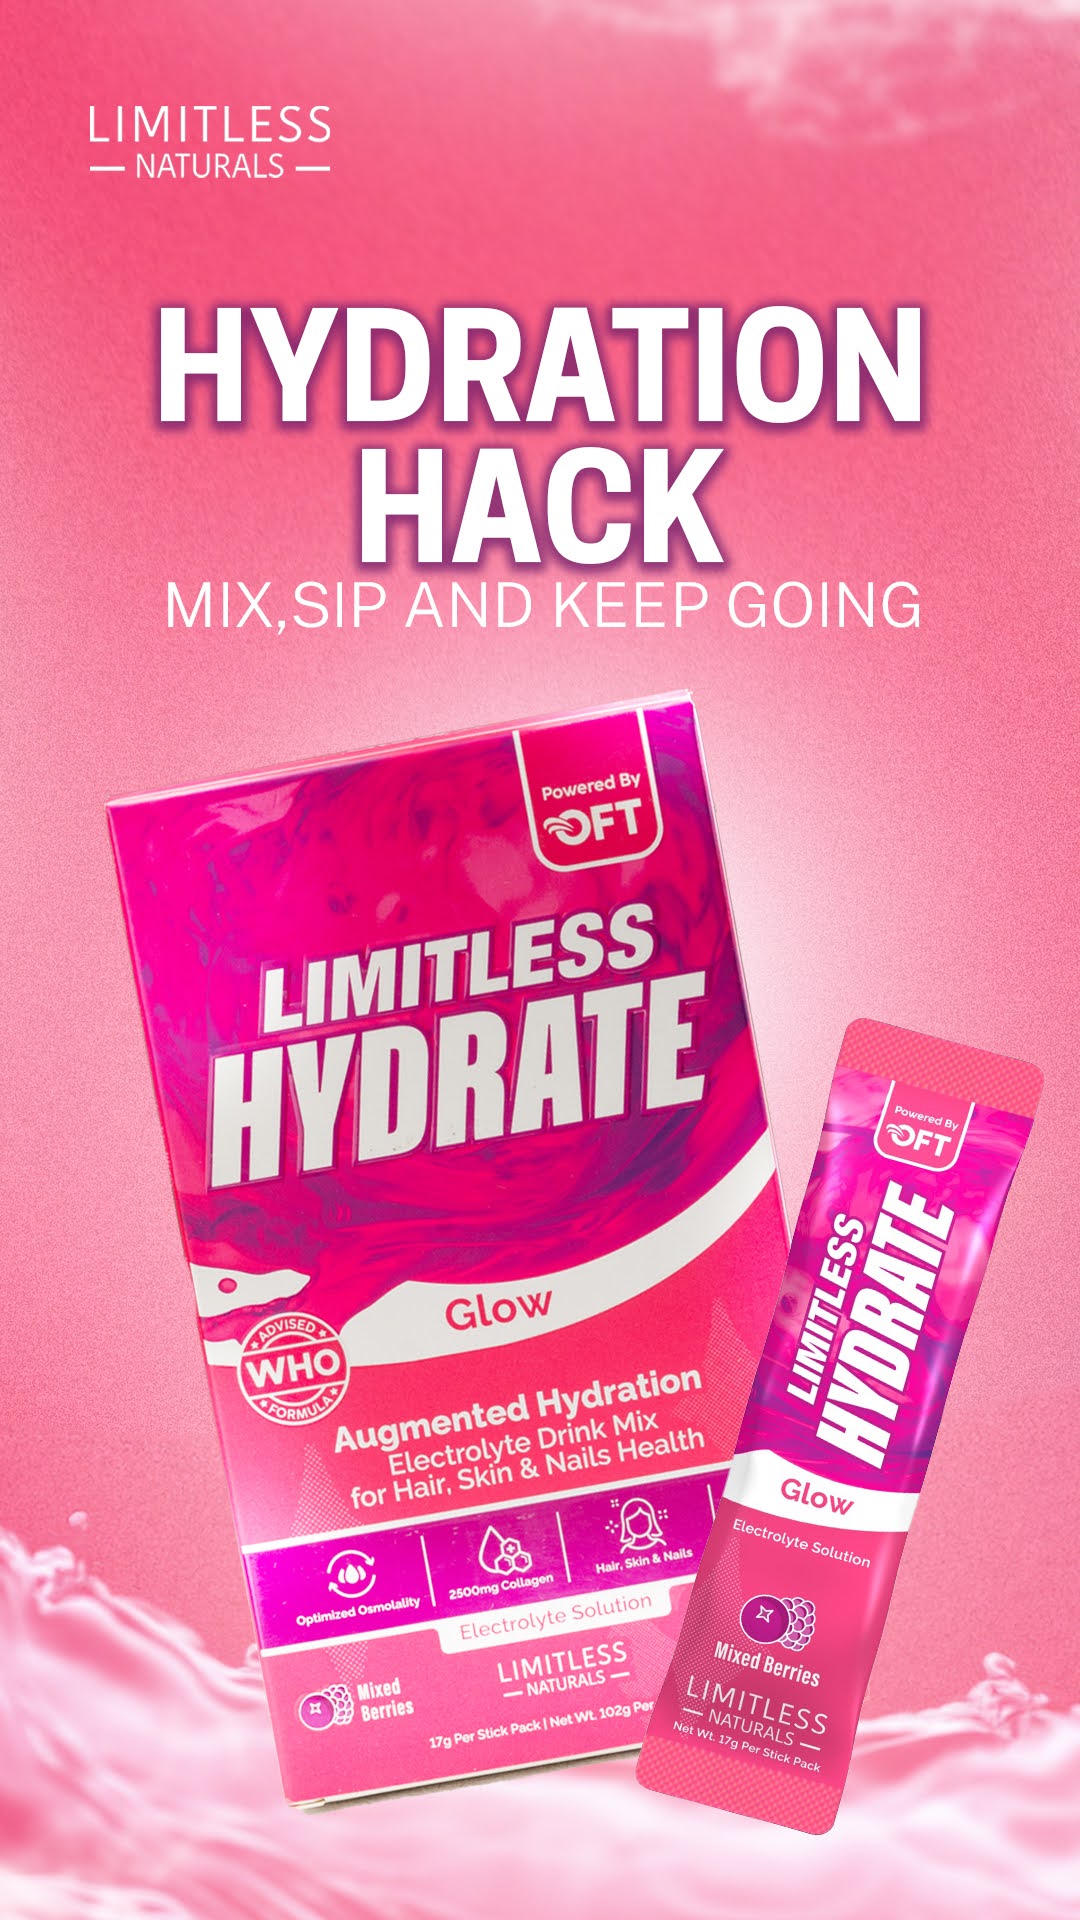 LIMITLESS
NATURALS
HYDRATION
HACK
MIX,SIP AND KEEP GOING
Powered By
OFT
LIMITLESS
HYDRATE
Glow
ADVISED
WHO
FORMULA
Augmented Hydration
Electrolyte Drink Mix
for Hair, Skin & Nails Health
Optimized Osmolality
2500mg Collagen
Hair, Skin & Nails
Electrolyte Solution
Mixed
Berries
LIMITLESS
NATURALS
17g Per Stick Pack | Net Wt. 102g Per
Powered By
OFT
LIMITLESS
HYDRATE
Glow
Electrolyte Solution
Mixed Berries
LIMITLESS
NATURALS
Net Wt. 17g Per Stick Pack